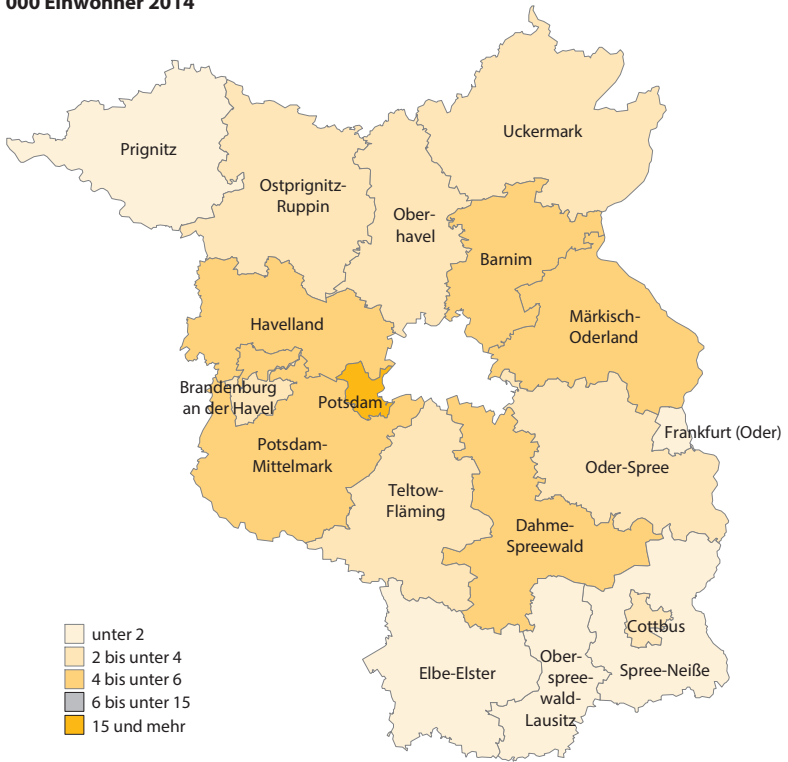 000 Einwohner 2014
Uckermark
Prignitz
Ostprignitz-
Ruppin
Ober-
havel
Barnim
Havelland
Märkisch-
Oderland
Brandenburg
an der Havel
Potsdam
Frankfurt (Oder)
Potsdam-
Mittelmark
Oder-Spree
Teltow-
Fläming
Dahme-
Spreewald
Cottbus
Elbe-Elster
Ober-
spree-
wald-
Lausitz
Spree-Neiße
unter 2
2 bis unter 4
4 bis unter 6
6 bis unter 15
15 und mehr